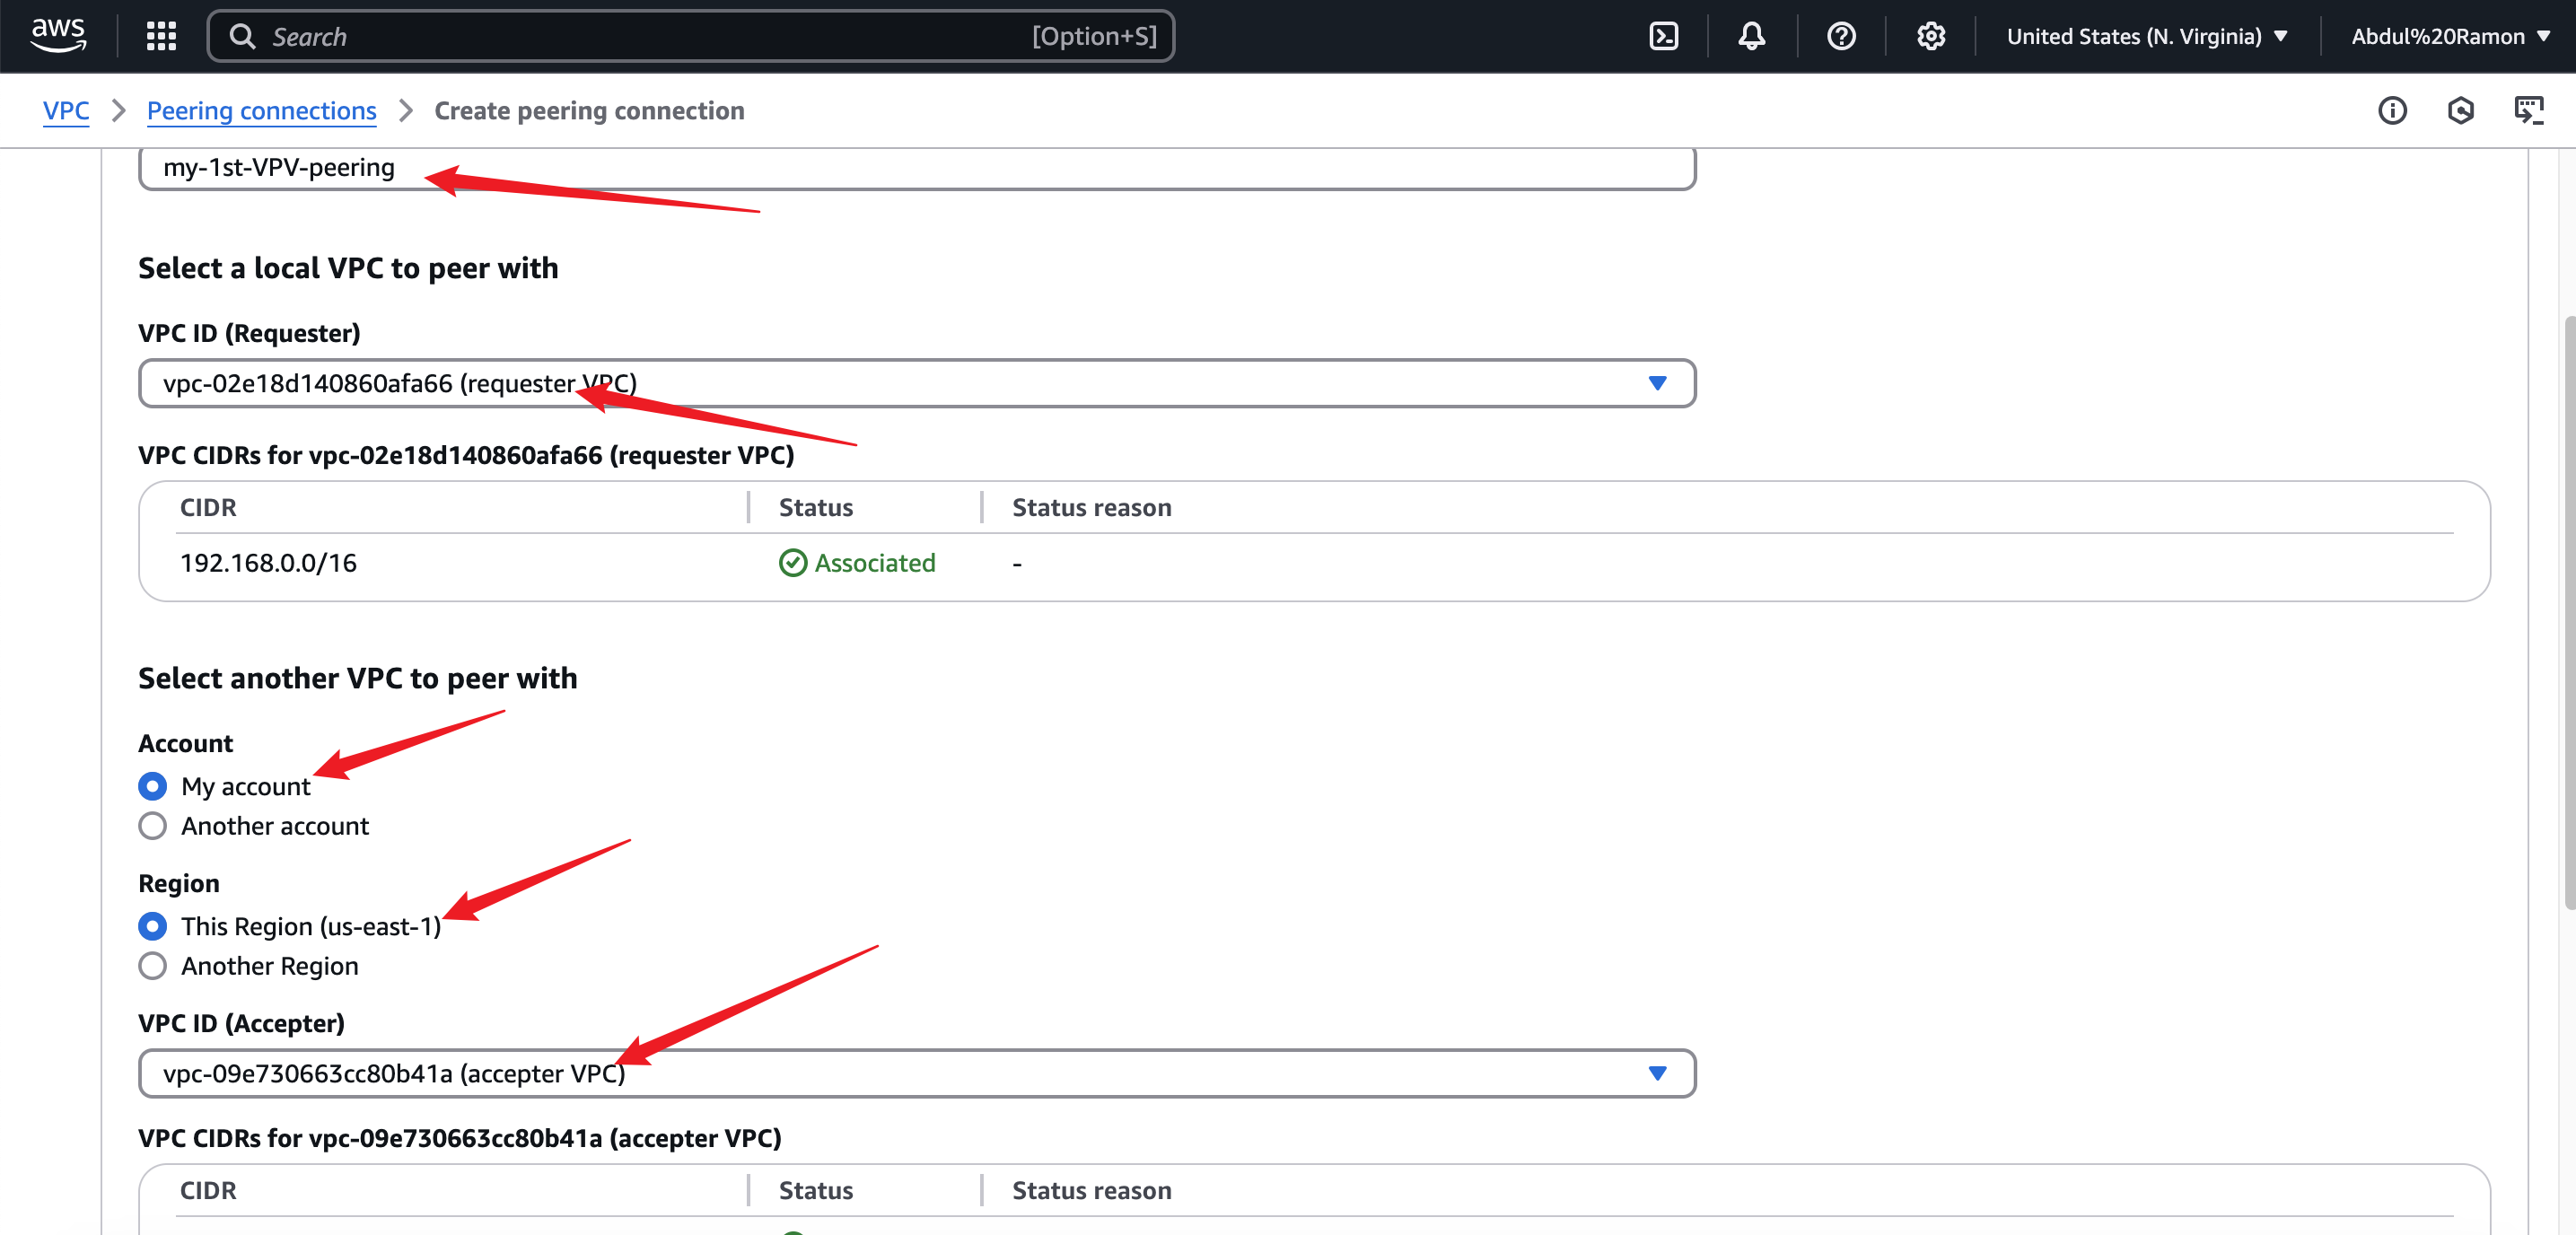 aws
Search
[Option+S]
United States (N. Virginia)
Abdul%20Ramon
VPC
Peering connections
Create peering connection
my-1st-VPV-peering
Select a local VPC to peer with
VPC ID (Requester)
vpc-02e18d140860afa66 (requester VPC)
VPC CIDRs for vpc-02e18d140860afa66 (requester VPC)
CIDR Status Status reason
192.168.0.0/16 Associated -
Select another VPC to peer with
Account
My account
Another account
Region
This Region (us-east-1)
Another Region
VPC ID (Accepter)
vpc-09e730663cc80b41a (accepter VPC)
VPC CIDRs for vpc-09e730663cc80b41a (accepter VPC)
CIDR Status Status reason